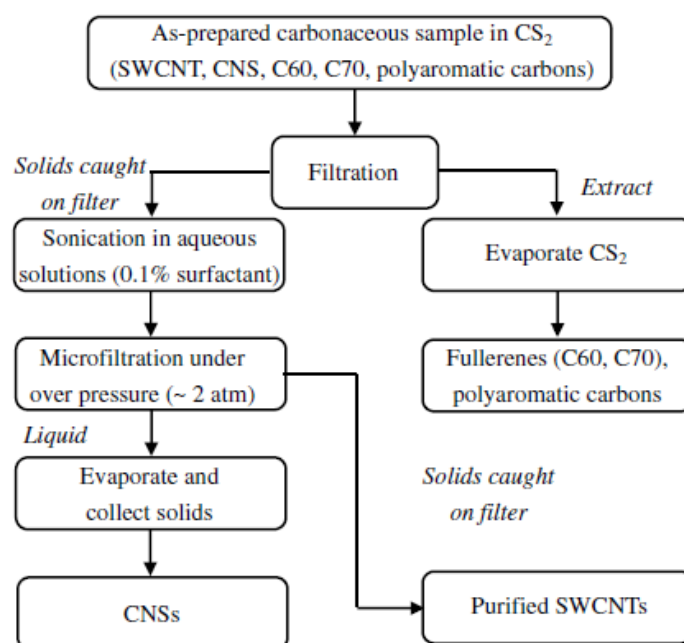 As-prepared carbonaceous sample in CS₂
(SWCNT, CNS, C60, C70, polyaromatic carbons)
Solids caught
on filter
Filtration
Extract
Sonication in aqueous
solutions (0.1% surfactant)
Evaporate CS₂
Microfiltration under
over pressure (~ 2 atm)
Fullerenes (C60, C70),
polyaromatic carbons
Liquid
Evaporate and
collect solids
Solids caught
on filter
CNSs
Purified SWCNTs